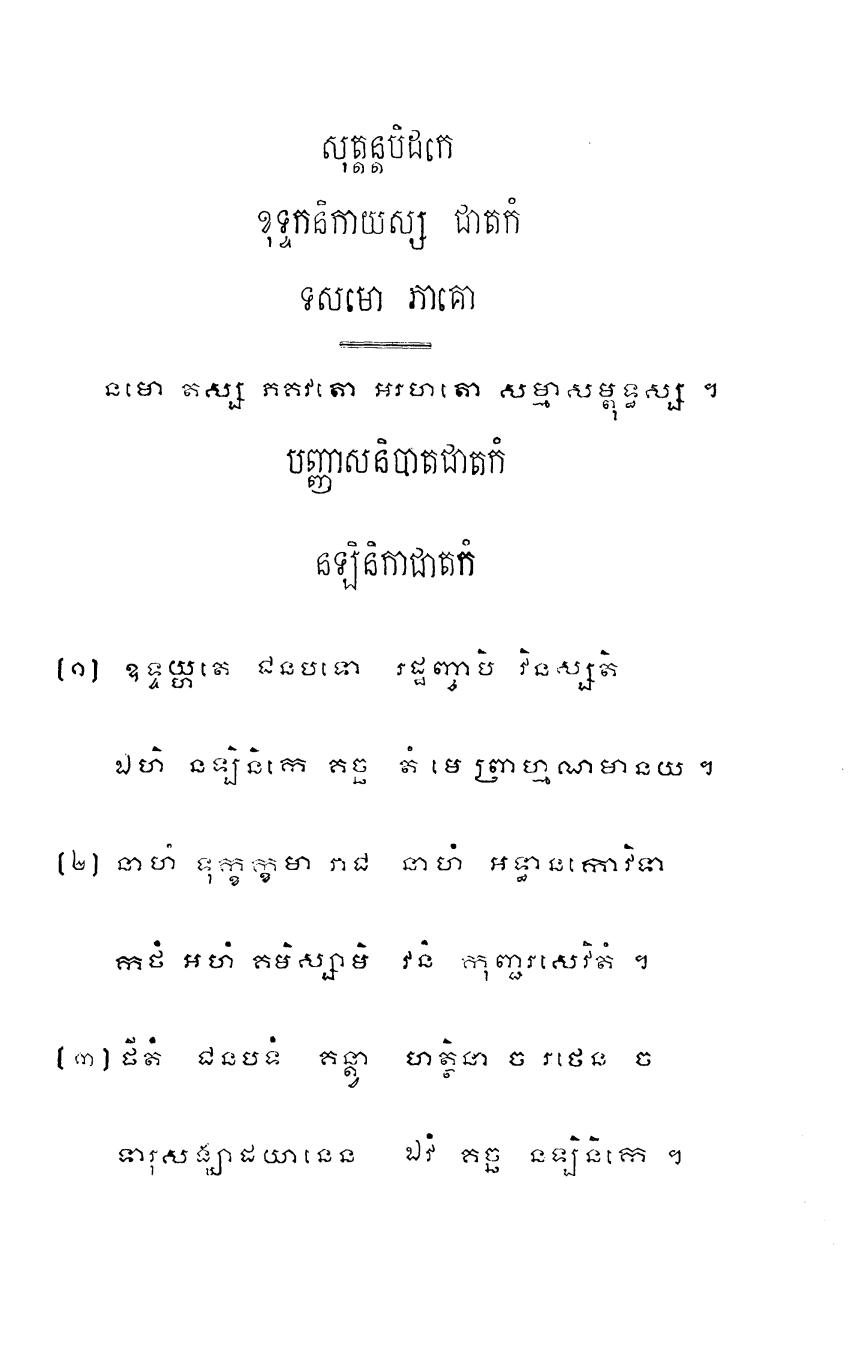 សុត្តន្តបិដកេ
ខុទ្ទកនិកាយស្ស ជាតកំ
ទសមោ ភាគោ
នមោ តស្ស ភគវតោ អរហតោ សម្មាសម្ពុទ្ធស្ស ។
បញ្ញាសនិបាតជាតកំ
នឡិនិកាជាតកំ
(១) ឧទ្ទយ្ហតេ ជនបទោ រដ្ឋញ្ចាបិ វិនស្សតិ
ឯហិ នឡិនិកេ គច្ឆ តំ មេ ព្រាហ្មណមានយ ។
(២) នាហំ ទុក្ខក្ខមា រាជ នាហំ អទ្ធានកោវិទា
កថំ អហំ គមិស្សាមិ វនំ កុញ្ជរសេវិតំ ។
(៣) ផីតំ ជនបទំ គន្ត្វា ហត្ថិនា ច រថេន ច
ទារុសង្ឃាដយានេន ឯវំ គច្ឆ នឡិនិកេ ។